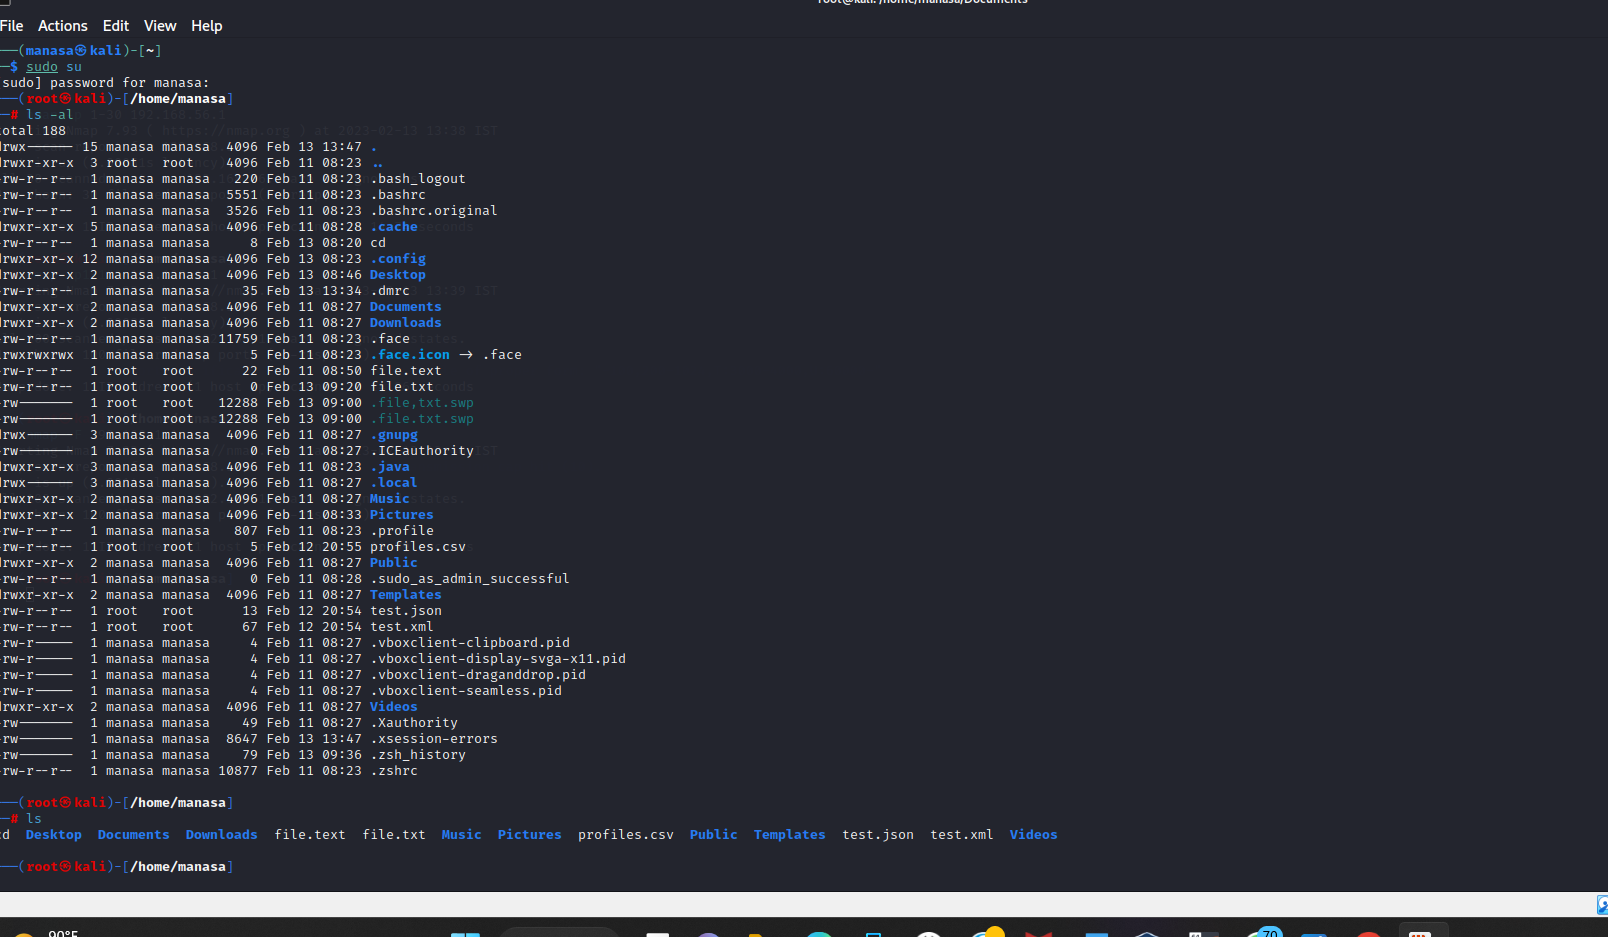 File Actions Edit View Help
(manasa㉿kali)-[~]
$ sudo su
sudo] password for manasa:
(root㉿kali)-[/home/manasa]
# ls -al
otal 188
drwx------ 15 manasa manasa 4096 Feb 13 13:47 .
drwxr-xr-x 3 root root 4096 Feb 11 08:23 ..
-rw-r--r-- 1 manasa manasa 220 Feb 11 08:23 .bash_logout
-rw-r--r-- 1 manasa manasa 5551 Feb 11 08:23 .bashrc
-rw-r--r-- 1 manasa manasa 3526 Feb 11 08:23 .bashrc.original
drwxr-xr-x 5 manasa manasa 4096 Feb 11 08:28 .cache
-rw-r--r-- 1 manasa manasa 8 Feb 13 08:20 cd
drwxr-xr-x 12 manasa manasa 4096 Feb 13 08:23 .config
drwxr-xr-x 2 manasa manasa 4096 Feb 13 08:46 Desktop
-rw-r--r-- 1 manasa manasa 35 Feb 13 13:34 .dmrc
drwxr-xr-x 2 manasa manasa 4096 Feb 11 08:27 Documents
drwxr-xr-x 2 manasa manasa 4096 Feb 11 08:27 Downloads
-rw-r--r-- 1 manasa manasa 11759 Feb 11 08:23 .face
lrwxrwxrwx 1 manasa manasa 5 Feb 11 08:23 .face.icon -> .face
-rw-r--r-- 1 root root 22 Feb 11 08:50 file.text
-rw-r--r-- 1 root root 0 Feb 13 09:20 file.txt
-rw------- 1 root root 12288 Feb 13 09:00 .file,txt.swp
-rw------- 1 root root 12288 Feb 13 09:00 .file.txt.swp
drwx------ 3 manasa manasa 4096 Feb 11 08:27 .gnupg
-rw------- 1 manasa manasa 0 Feb 11 08:27 .ICEauthority
drwxr-xr-x 3 manasa manasa 4096 Feb 11 08:23 .java
drwx------ 3 manasa manasa 4096 Feb 11 08:27 .local
drwxr-xr-x 2 manasa manasa 4096 Feb 11 08:27 Music
drwxr-xr-x 2 manasa manasa 4096 Feb 11 08:33 Pictures
-rw-r--r-- 1 manasa manasa 807 Feb 11 08:23 .profile
-rw-r--r-- 1 root root 5 Feb 12 20:55 profiles.csv
drwxr-xr-x 2 manasa manasa 4096 Feb 11 08:27 Public
-rw-r--r-- 1 manasa manasa 0 Feb 11 08:28 .sudo_as_admin_successful
drwxr-xr-x 2 manasa manasa 4096 Feb 11 08:27 Templates
-rw-r--r-- 1 root root 13 Feb 12 20:54 test.json
-rw-r--r-- 1 root root 67 Feb 12 20:54 test.xml
-rw-r----- 1 manasa manasa 4 Feb 11 08:27 .vboxclient-clipboard.pid
-rw-r----- 1 manasa manasa 4 Feb 11 08:27 .vboxclient-display-svga-x11.pid
-rw-r----- 1 manasa manasa 4 Feb 11 08:27 .vboxclient-draganddrop.pid
-rw-r----- 1 manasa manasa 4 Feb 11 08:27 .vboxclient-seamless.pid
drwxr-xr-x 2 manasa manasa 4096 Feb 11 08:27 Videos
-rw------- 1 manasa manasa 49 Feb 11 08:27 .Xauthority
-rw------- 1 manasa manasa 8647 Feb 13 13:47 .xsession-errors
-rw------- 1 manasa manasa 79 Feb 13 09:36 .zsh_history
-rw-r--r-- 1 manasa manasa 10877 Feb 11 08:23 .zshrc
(root㉿kali)-[/home/manasa]
# ls
cd Desktop Documents Downloads file.text file.txt Music Pictures profiles.csv Public Templates test.json test.xml Videos
(root㉿kali)-[/home/manasa]
90°F
70